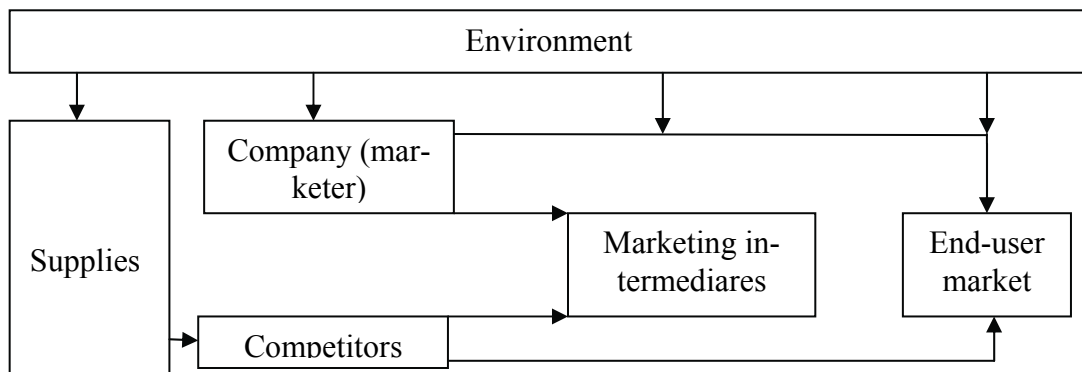 Environment
Company (mar-
keter)
Supplies
Marketing in-
termediares
End-user
market
Competitors